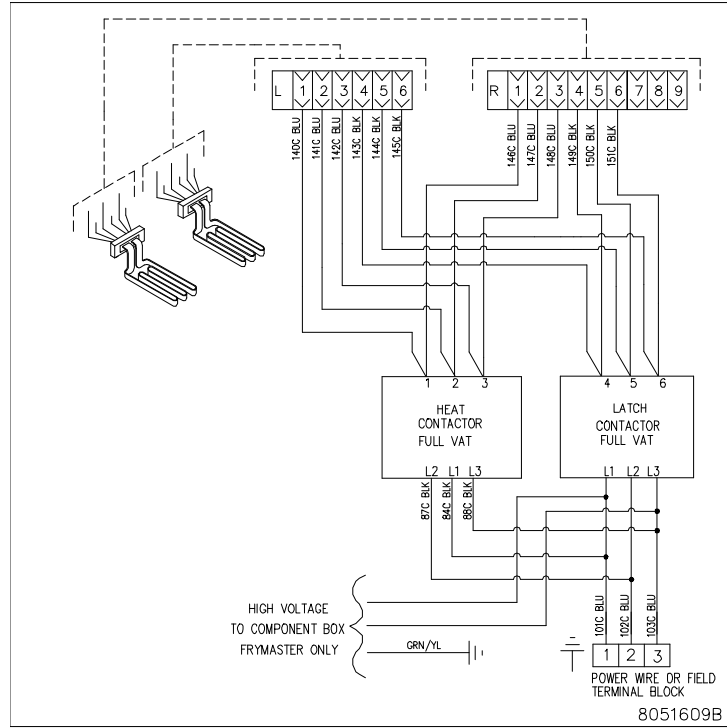 L 1 2 3 4 5 6
R 1 2 3 4 5 6 7 8 9
140C BLU
141C BLU
142C BLU
143C BLK
144C BLK
145C BLK
146C BLU
147C BLU
148C BLU
149C BLK
150C BLK
151C BLK
1 2 3
HEAT
CONTACTOR
FULL VAT
L2 L1 L3
4 5 6
LATCH
CONTACTOR
FULL VAT
L1 L2 L3
87C BLK
84C BLK
88C BLK
HIGH VOLTAGE
TO COMPONENT BOX
FRYMASTER ONLY
GRN/YL
101C BLU
102C BLU
103C BLU
1 2 3
POWER WIRE OR FIELD
TERMINAL BLOCK
8051609B